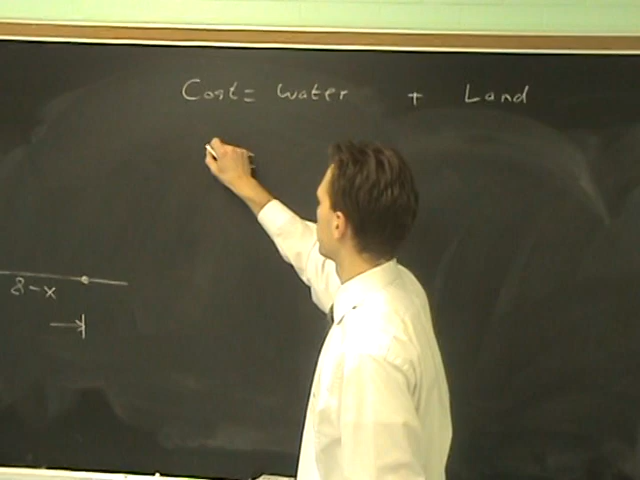 Cost = Water + Land
8-x